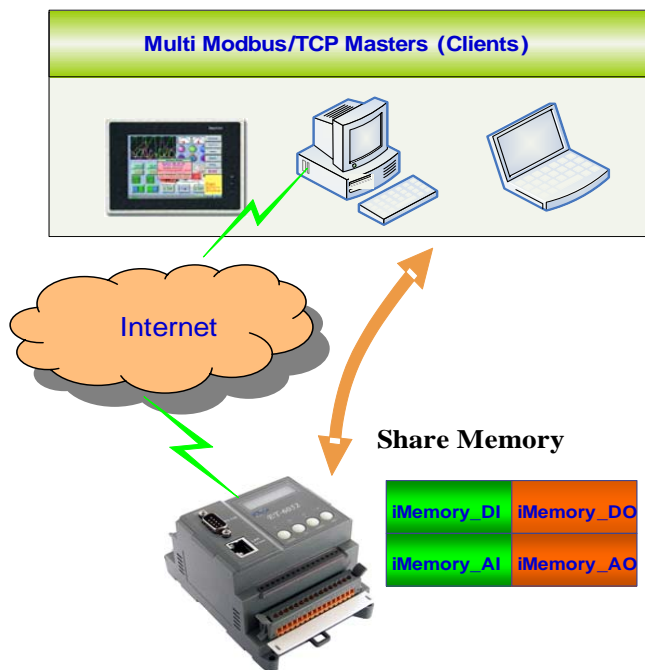 Multi Modbus/TCP Masters (Clients)
Internet
Share Memory
iMemory_DI iMemory_DO
iMemory_AI iMemory_AO